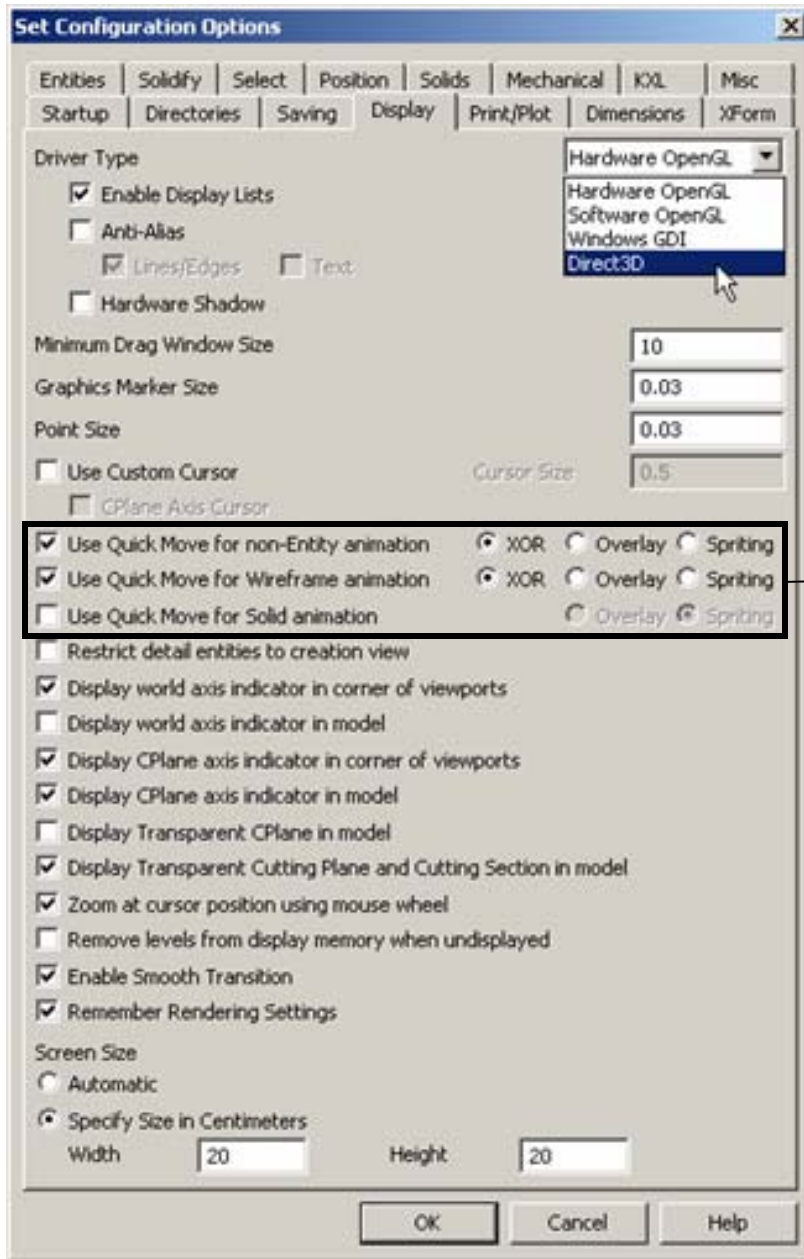 Set Configuration Options
Entities Solidify Select Position Solids Mechanical KXL Misc
Startup Directories Saving Display Print/Plot Dimensions XForm
Driver Type Hardware OpenGL
Enable Display Lists Hardware OpenGL
Software OpenGL
Anti-Alias Windows GDI
Lines/Edges Text Direct3D
Hardware Shadow
Minimum Drag Window Size 10
Graphics Marker Size 0.03
Point Size 0.03
Use Custom Cursor Cursor Size 0.5
CPlane Axis Cursor
Use Quick Move for non-Entity animation XOR Overlay Spriting
Use Quick Move for Wireframe animation XOR Overlay Spriting
Use Quick Move for Solid animation Overlay Spriting
Restrict detail entities to creation view
Display world axis indicator in corner of viewports
Display world axis indicator in model
Display CPlane axis indicator in corner of viewports
Display CPlane axis indicator in model
Display Transparent CPlane in model
Display Transparent Cutting Plane and Cutting Section in model
Zoom at cursor position using mouse wheel
Remove levels from display memory when undisplayed
Enable Smooth Transition
Remember Rendering Settings
Screen Size
Automatic
Specify Size in Centimeters
Width 20 Height 20
OK Cancel Help